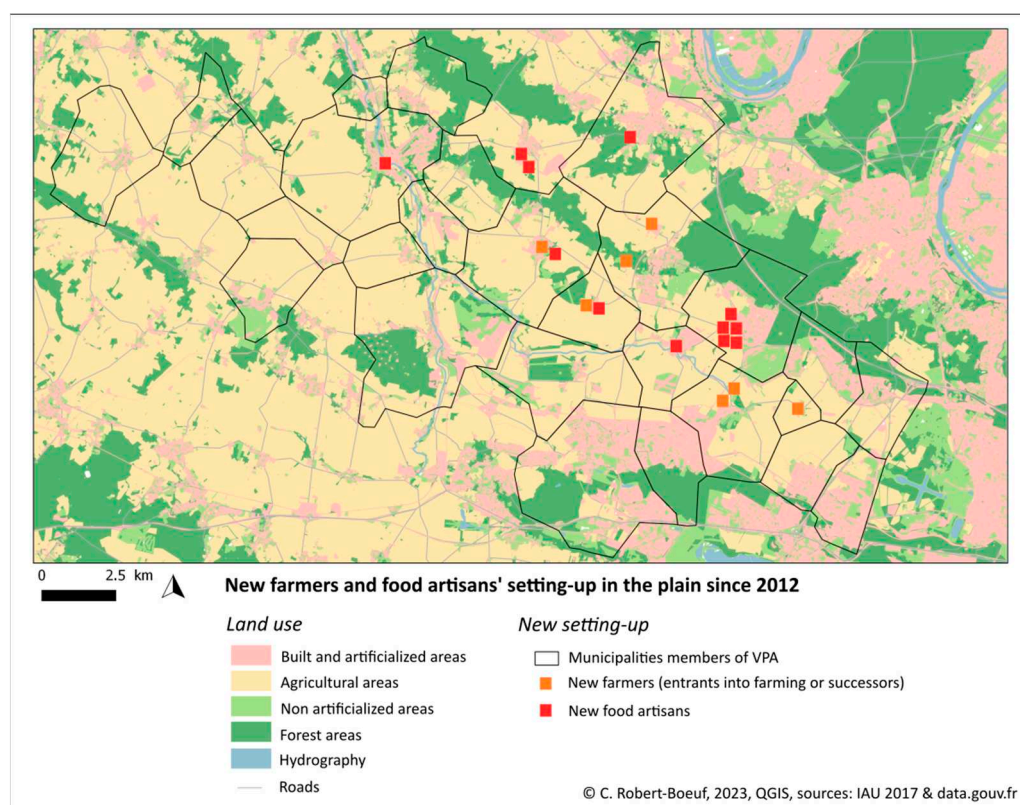 0 2.5 km
New farmers and food artisans' setting-up in the plain since 2012
Land use
Built and artificialized areas
Agricultural areas
Non artificialized areas
Forest areas
Hydrography
Roads
New setting-up
Municipalities members of VPA
New farmers (entrants into farming or successors)
New food artisans
© C. Robert-Boeuf, 2023, QGIS, sources: IAU 2017 & data.gouv.fr